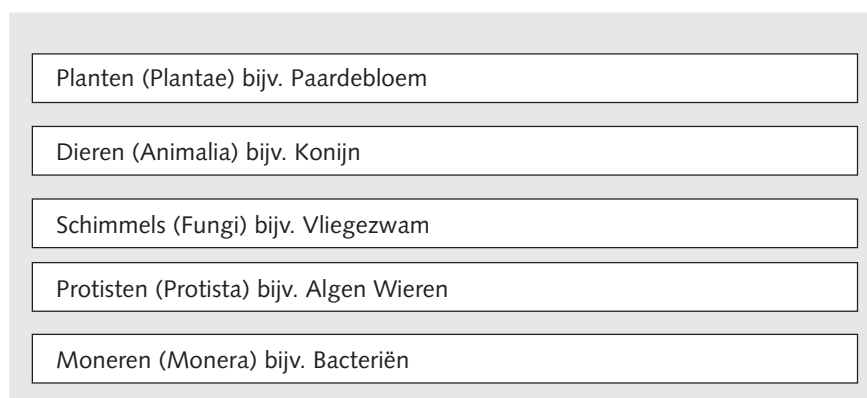 Planten (Plantae) bijv. Paardebloem
Dieren (Animalia) bijv. Konijn
Schimmels (Fungi) bijv. Vliegezwam
Protisten (Protista) bijv. Algen Wieren
Moneren (Monera) bijv. Bacteriën